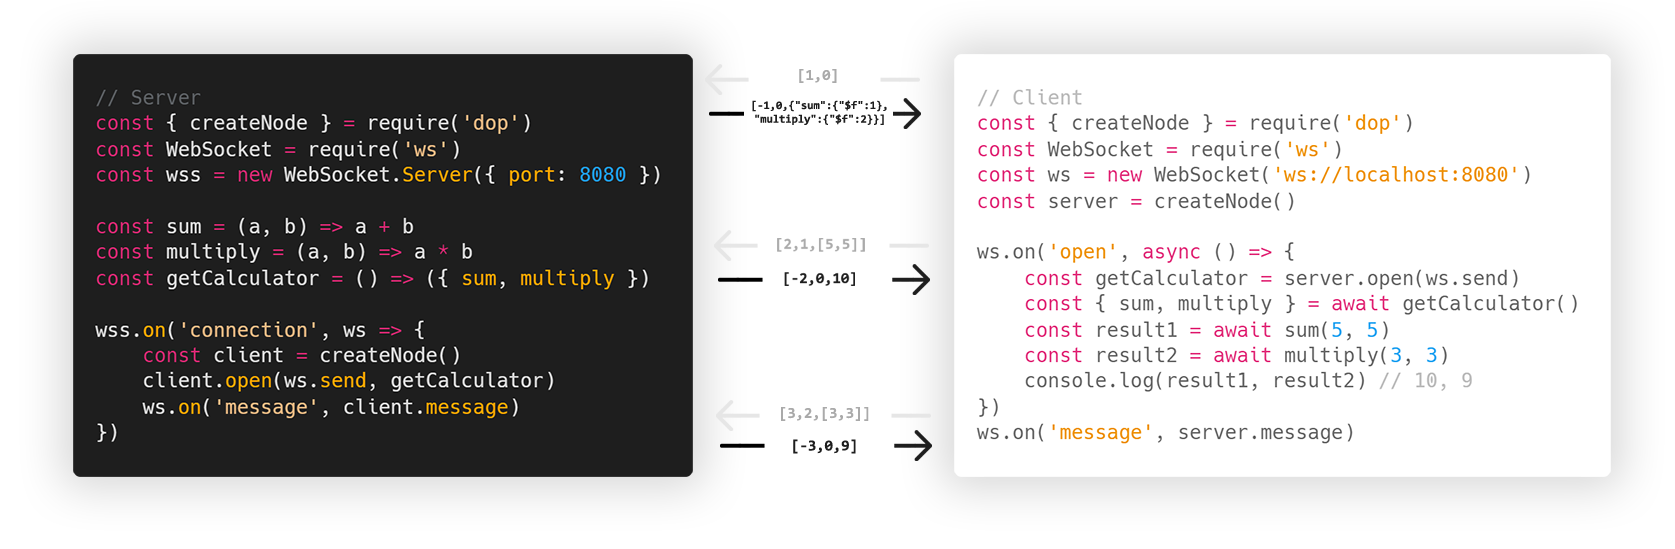 // Server
const { createNode } = require('dop')
const WebSocket = require('ws')
const wss = new WebSocket.Server({ port: 8080 })

const sum = (a, b) => a + b
const multiply = (a, b) => a * b
const getCalculator = () => ({ sum, multiply })

wss.on('connection', ws => {
    const client = createNode()
    client.open(ws.send, getCalculator)
    ws.on('message', client.message)
})

[1,0]
[-1,0,{"sum":{"$f":1},
"multiply":{"$f":2}}]
[2,1,[5,5]]
[-2,0,10]
[3,2,[3,3]]
[-3,0,9]

// Client
const { createNode } = require('dop')
const WebSocket = require('ws')
const ws = new WebSocket('ws://localhost:8080')
const server = createNode()

ws.on('open', async () => {
    const getCalculator = server.open(ws.send)
    const { sum, multiply } = await getCalculator()
    const result1 = await sum(5, 5)
    const result2 = await multiply(3, 3)
    console.log(result1, result2) // 10, 9
})
ws.on('message', server.message)